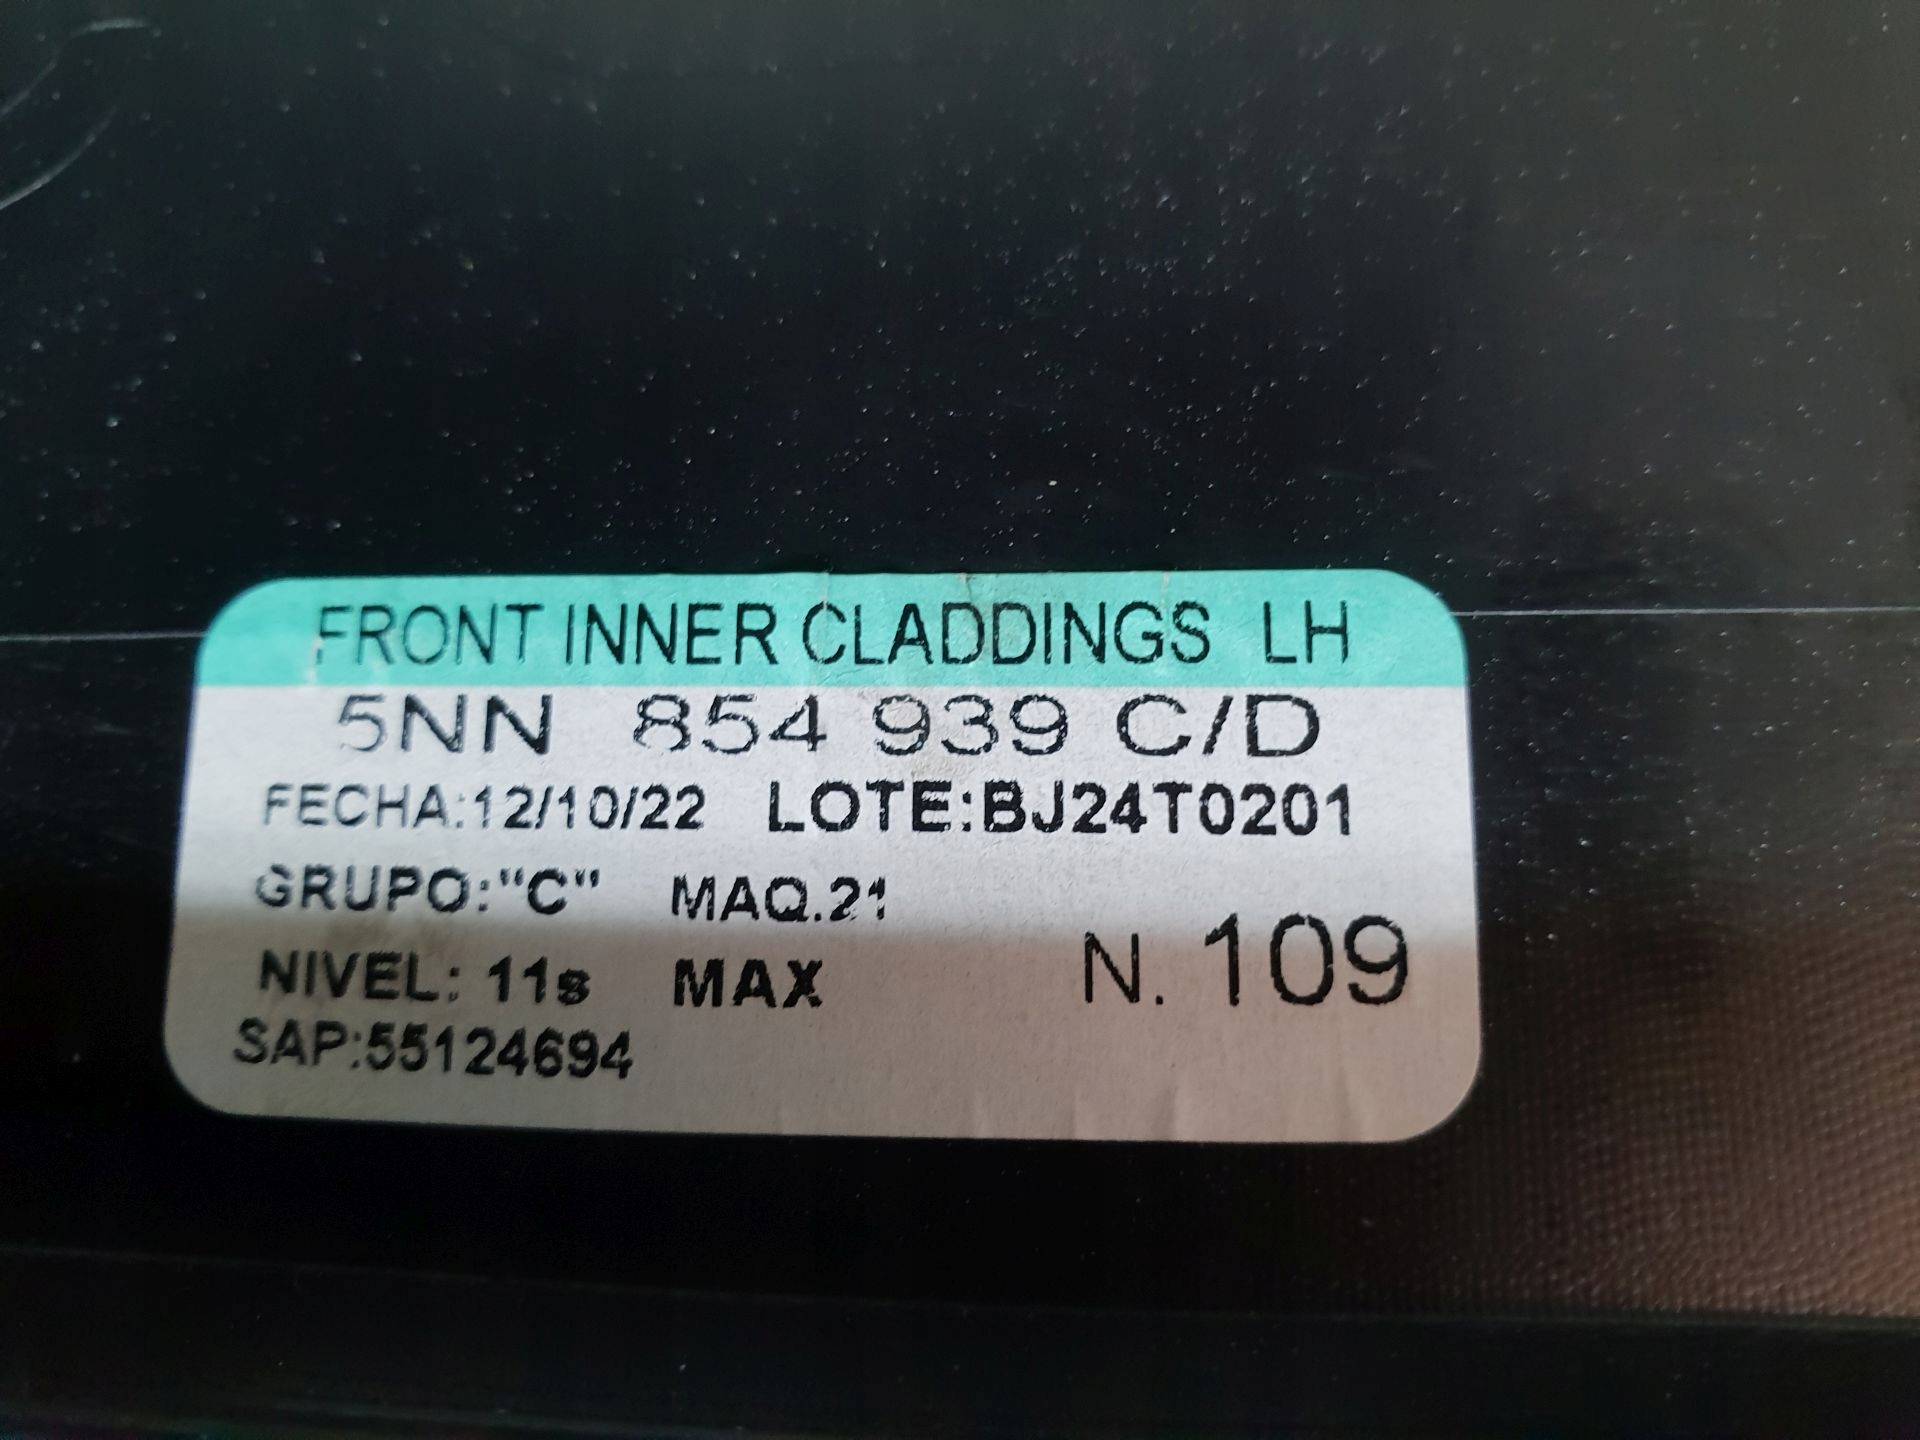 FRONT INNER CLADDINGS LH
5NN 854 939 C/D
FECHA:12/10/22 LOTE:BJ24T0201
GRUPO:"C" MAQ.21
NIVEL: 11s MAX N. 109
SAP:55124694